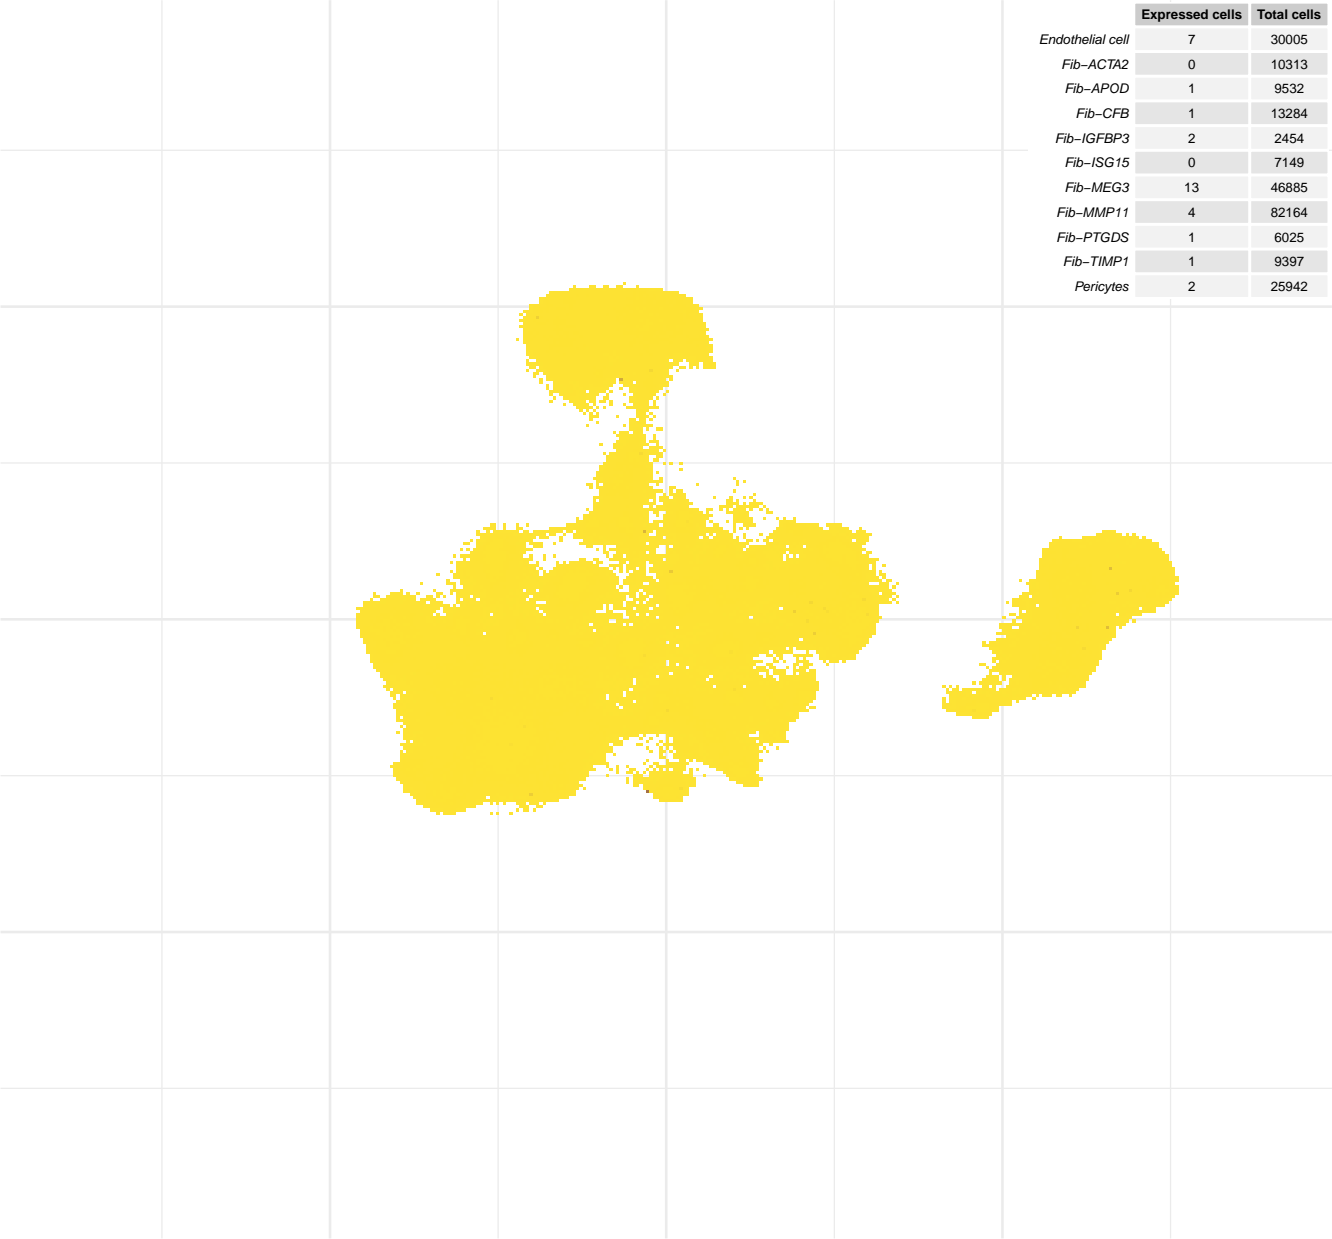 Expressed cells Total cells
Endothelial cell 7 30005
Fib−ACTA2 0 10313
Fib−APOD 1 9532
Fib−CFB 1 13284
Fib−IGFBP3 2 2454
Fib−ISG15 0 7149
Fib−MEG3 13 46885
Fib−MMP11 4 82164
Fib−PTGDS 1 6025
Fib−TIMP1 1 9397
Pericytes 2 25942